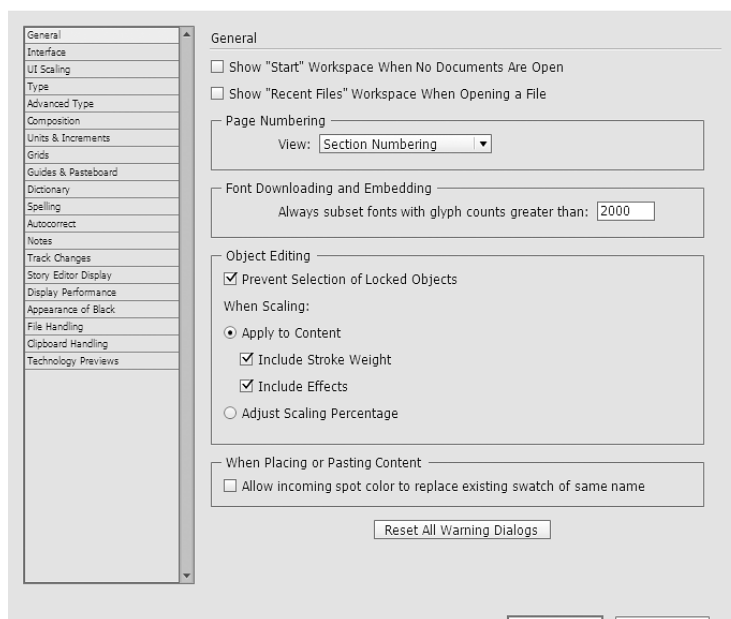 General
Interface
UI Scaling
Type
Advanced Type
Composition
Units & Increments
Grids
Guides & Pasteboard
Dictionary
Spelling
Autocorrect
Notes
Track Changes
Story Editor Display
Display Performance
Appearance of Black
File Handling
Clipboard Handling
Technology Previews
General
Show "Start" Workspace When No Documents Are Open
Show "Recent Files" Workspace When Opening a File
Page Numbering
View: Section Numbering
Font Downloading and Embedding
Always subset fonts with glyph counts greater than: 2000
Object Editing
Prevent Selection of Locked Objects
When Scaling:
Apply to Content
Include Stroke Weight
Include Effects
Adjust Scaling Percentage
When Placing or Pasting Content
Allow incoming spot color to replace existing swatch of same name
Reset All Warning Dialogs